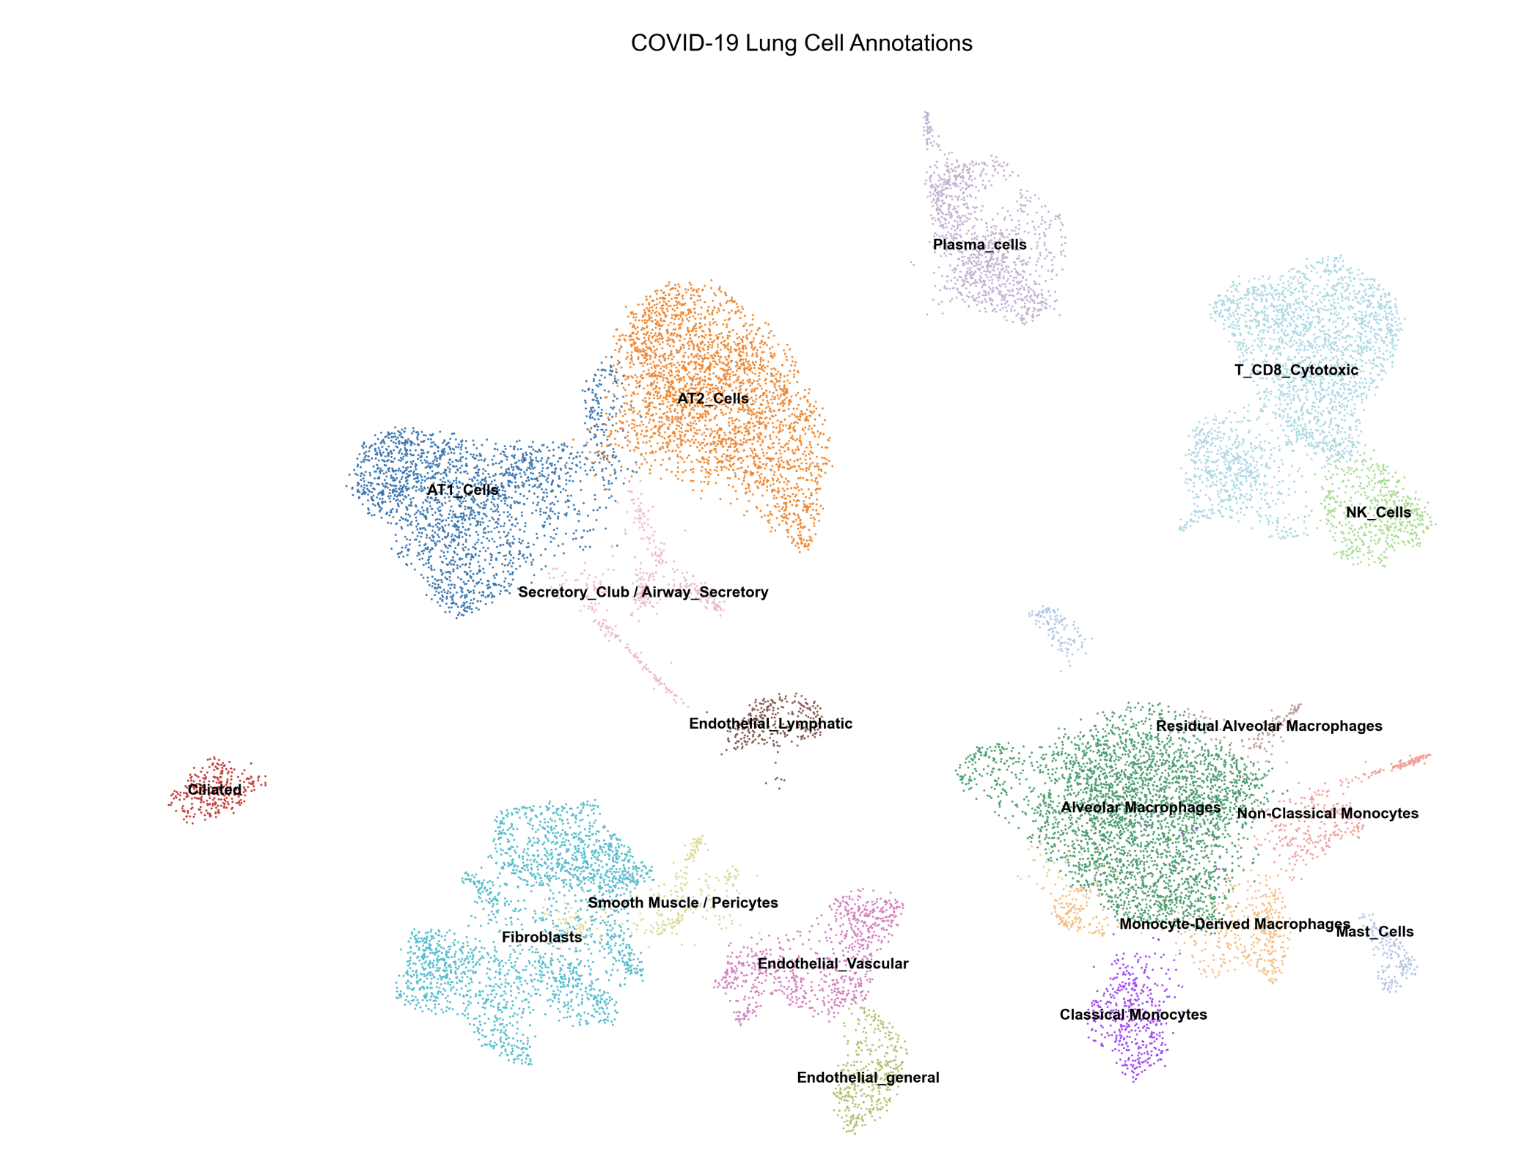 COVID-19 Lung Cell Annotations
Plasma_cells
T_CD8_Cytotoxic
AT2_Cells
AT1_Cells
NK_Cells
Secretory_Club / Airway_Secretory
Endothelial_Lymphatic
Residual Alveolar Macrophages
Ciliated
Alveolar Macrophages
Non-Classical Monocytes
Smooth Muscle / Pericytes
Monocyte-Derived Macrophages
Mast_Cells
Fibroblasts
Endothelial_Vascular
Classical Monocytes
Endothelial_general